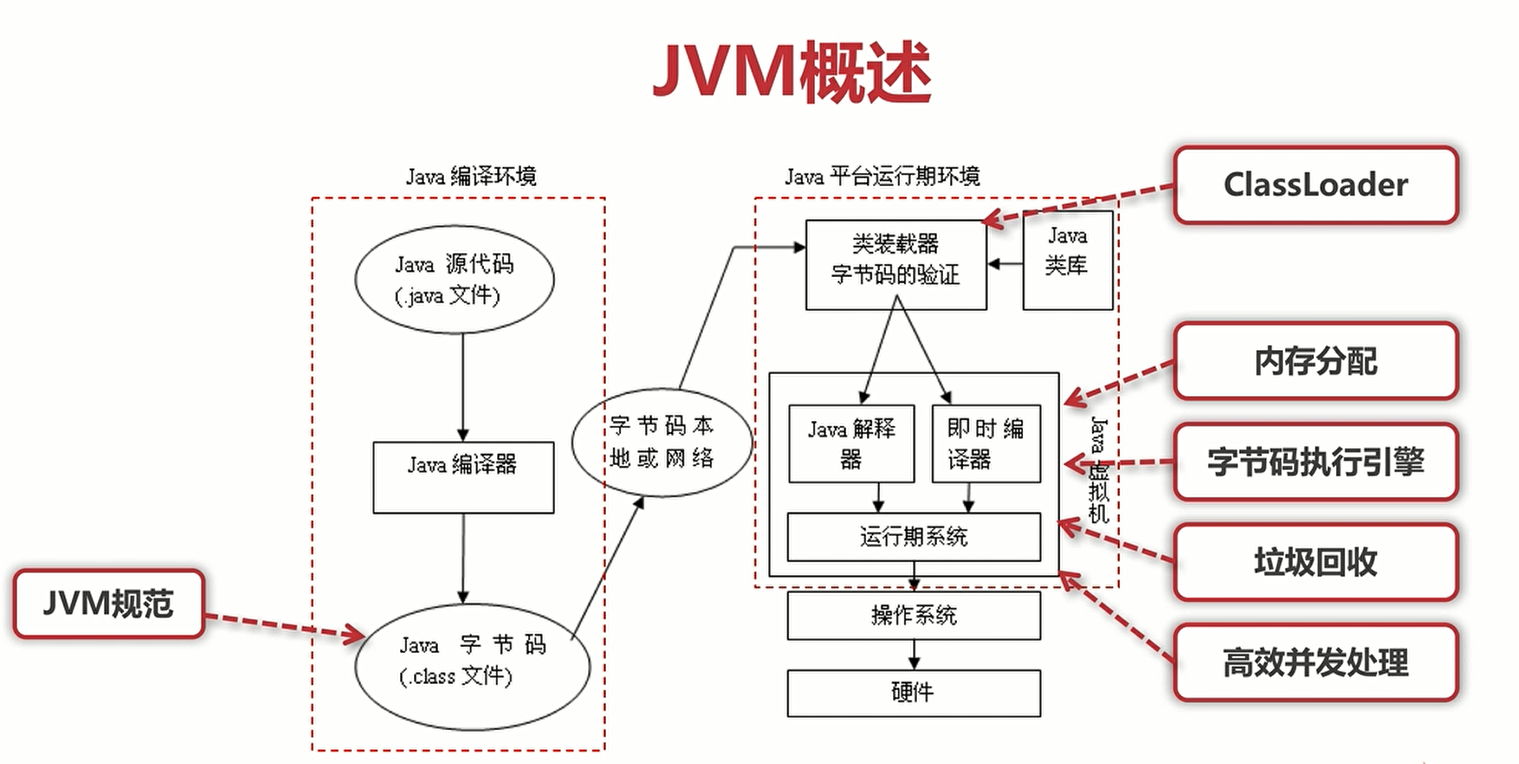 JVM概述
Java 编译环境
Java 源代码
(.java 文件)
Java 编译器
JVM规范
Java 字节码
(.class 文件)
字节码本
地或网络
Java 平台运行期环境
类装载器
字节码的验证
Java
类库
Java 解释
器
即时编
译器
运行期系统
Java 虚拟机
操作系统
硬件
ClassLoader
内存分配
字节码执行引擎
垃圾回收
高效并发处理